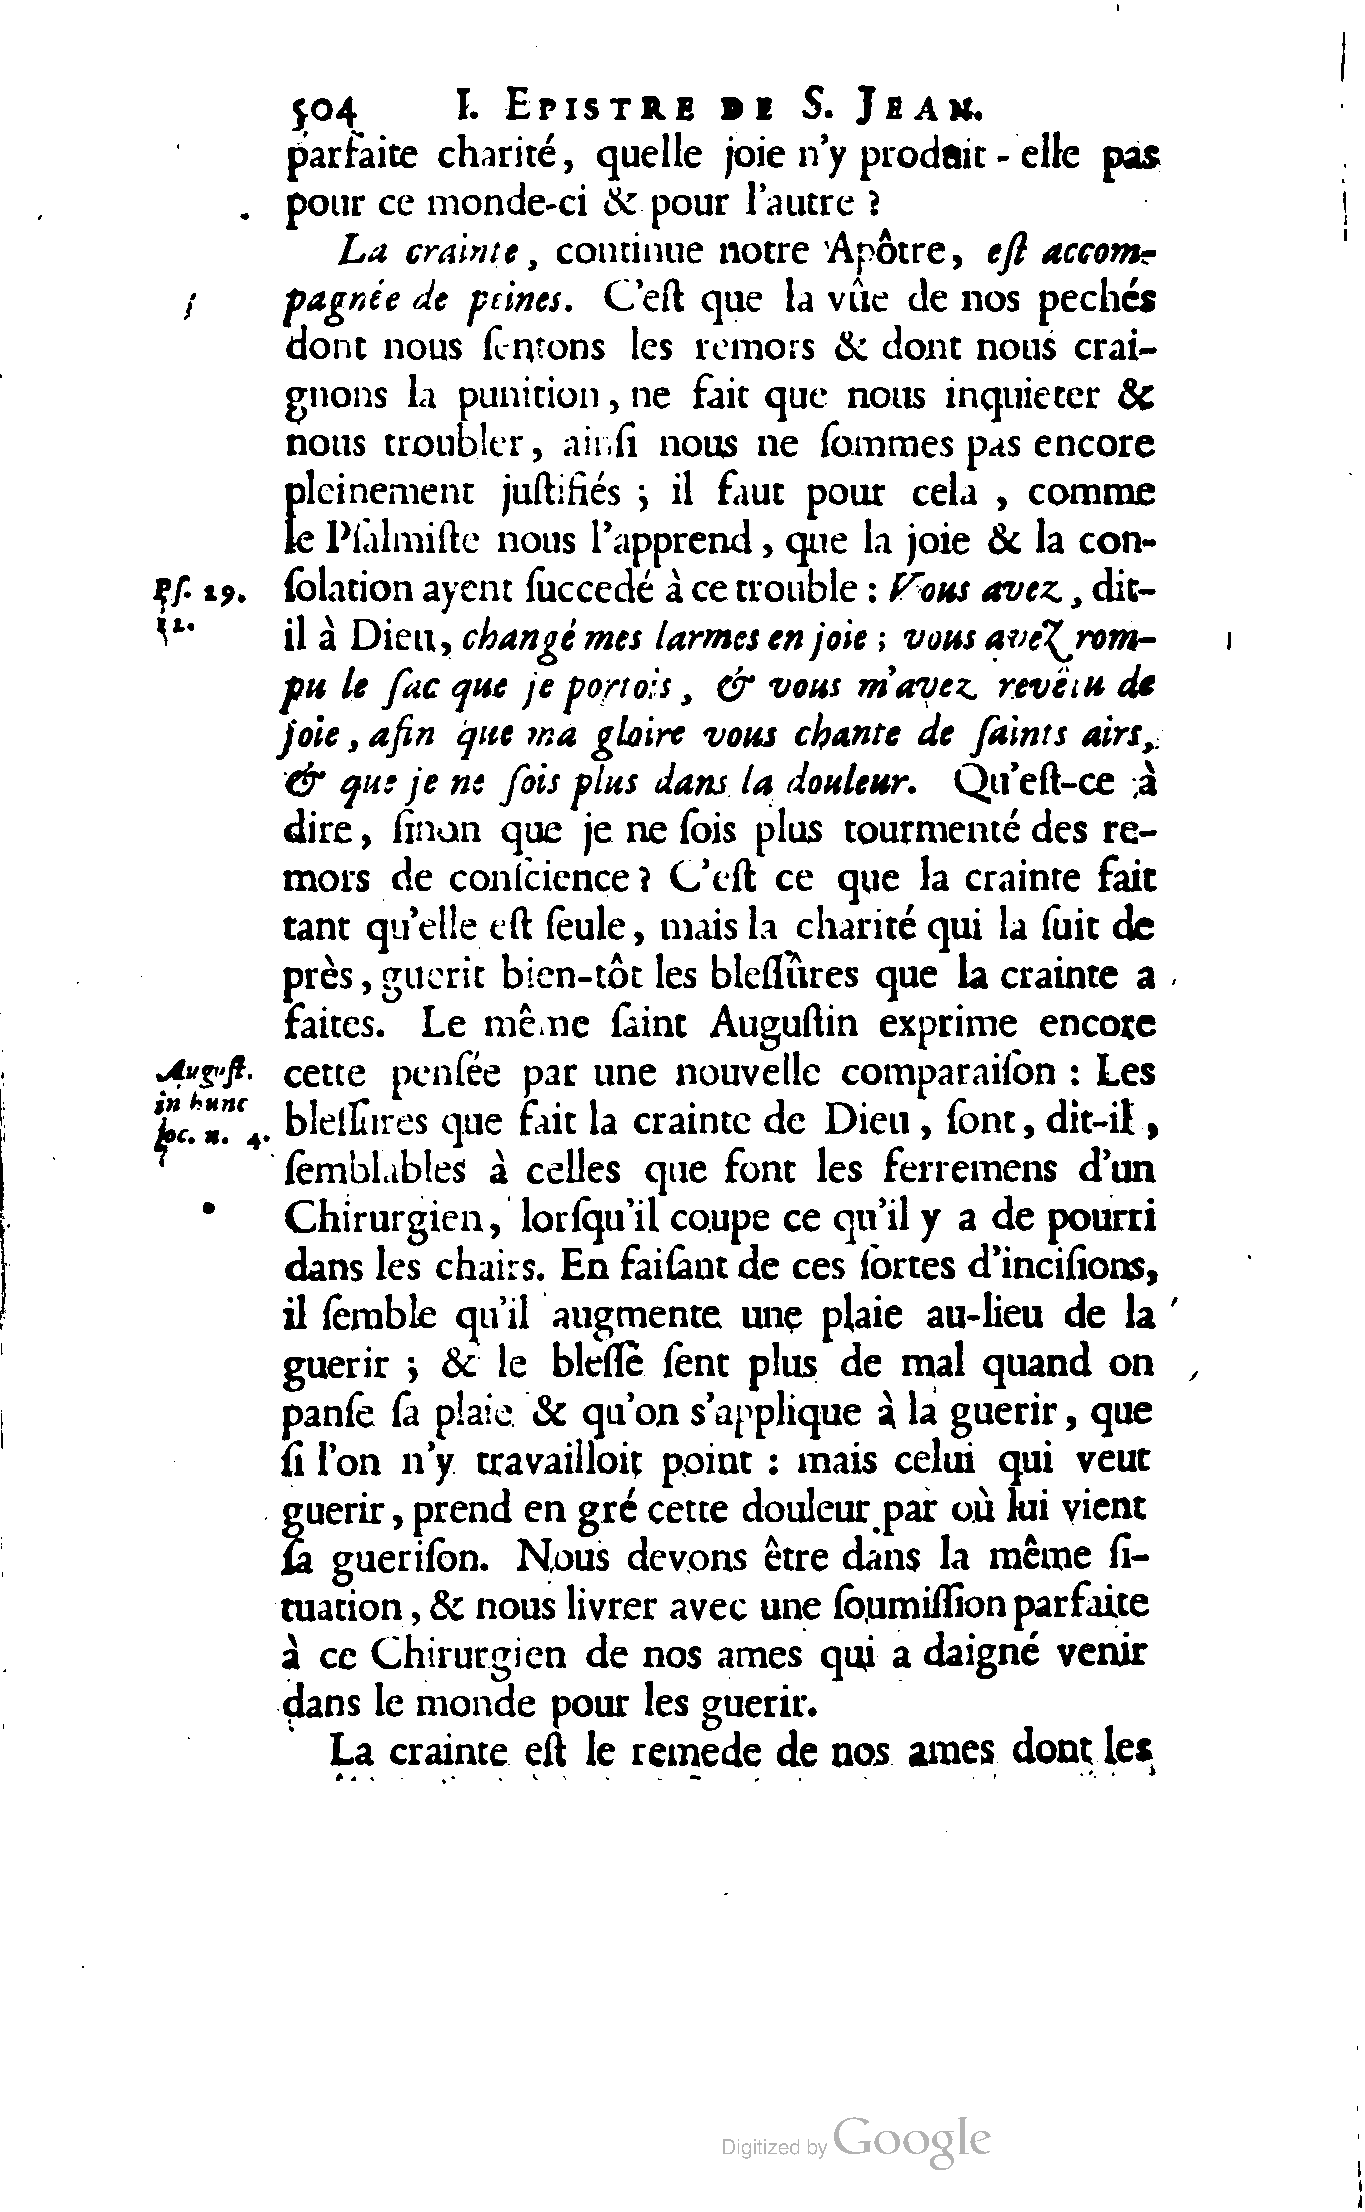 504 I. EPISTRE DE S. JEAN.
parfaite charité, quelle joie n'y produit-elle pas
pour ce monde-ci & pour l'autre ?
La crainte, continue notre Apôtre, eſt accom-
pagnée de peines. C'eſt que la vûe de nos pechés
dont nous ſentons les remors & dont nous crai-
gnons la punition, ne fait que nous inquieter &
nous troubler, ainſi nous ne ſommes pas encore
pleinement juſtifiés ; il faut pour cela, comme
le Pſalmiſte nous l'apprend, que la joie & la con-
Pſ. 29. ſolation ayent ſuccedé à ce trouble : Vous avez, dit-
12. il à Dieu, changé mes larmes en joie ; vous avez rom-
pu le ſac que je portois, & vous m'avez revêtu de
joie, afin que ma gloire vous chante de ſaints airs,
& que je ne ſois plus dans la douleur. Qu'eſt-ce à
dire, ſinon que je ne ſois plus tourmenté des re-
mors de conſcience ? C'eſt ce que la crainte fait
tant qu'elle eſt ſeule, mais la charité qui la ſuit de
près, guerit bien-tôt les bleſſûres que la crainte a
faites. Le même ſaint Auguſtin exprime encore
Auguſt. cette penſée par une nouvelle comparaiſon : Les
in hunc
loc. n. 4. bleſſures que fait la crainte de Dieu, ſont, dit-il,
ſemblables à celles que font les ferremens d'un
Chirurgien, lorſqu'il coupe ce qu'il y a de pourri
dans les chairs. En faiſant de ces ſortes d'inciſions,
il ſemble qu'il augmente une plaie au-lieu de la
guerir ; & le bleſſé ſent plus de mal quand on
panſe ſa plaie & qu'on s'applique à la guerir, que
ſi l'on n'y travailloit point : mais celui qui veut
guerir, prend en gré cette douleur par où lui vient
ſa gueriſon. Nous devons être dans la même ſi-
tuation, & nous livrer avec une ſoumiſſion parfaite
à ce Chirurgien de nos ames qui a daigné venir
dans le monde pour les guerir.
La crainte eſt le remede de nos ames dont les
Digitized by Google